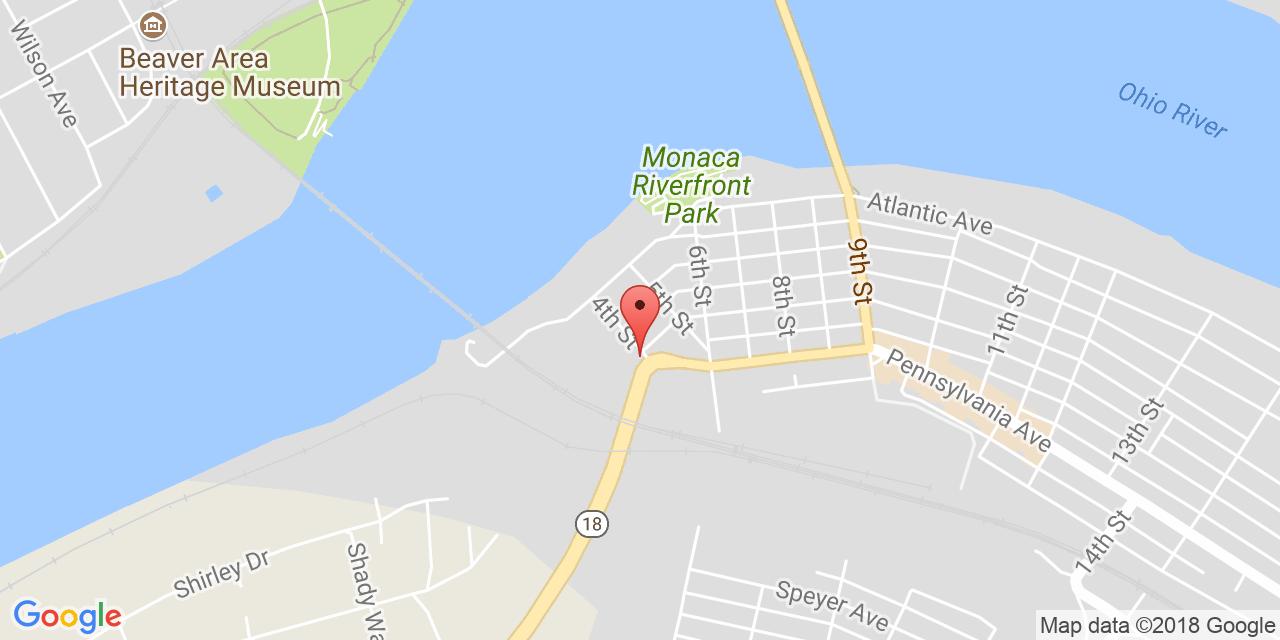 Wilson Ave
Beaver Area
Heritage Museum
Ohio River
Monaca
Riverfront
Park
Atlantic Ave
9th St
6th St
5th St
4th St
8th St
11th St
Pennsylvania Ave
13th St
14th St
18
Shirley Dr
Shady Wa
Speyer Ave
Google
Map data ©2018 Google